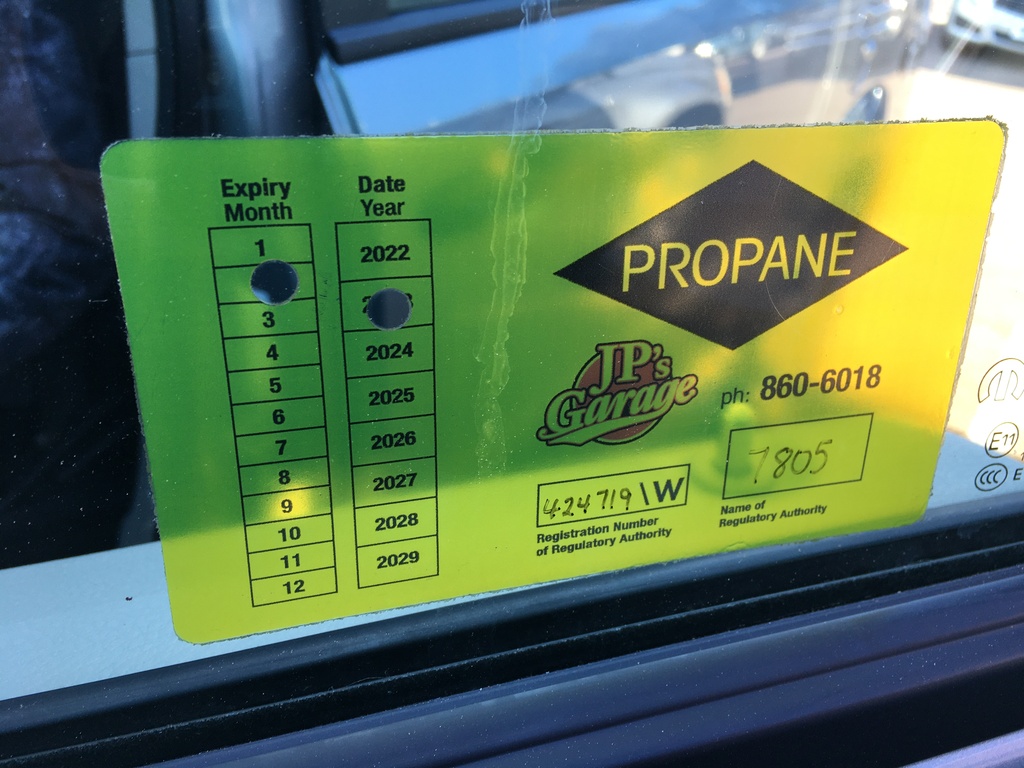 Expiry Month
1
3
4
5
6
7
8
9
10
11
12
Date Year
2022
2024
2025
2026
2027
2028
2029
PROPANE
JP's
Garage
ph: 860-6018
424719\W
Registration Number
of Regulatory Authority
7805
Name of
Regulatory Authority
E11
CCC E